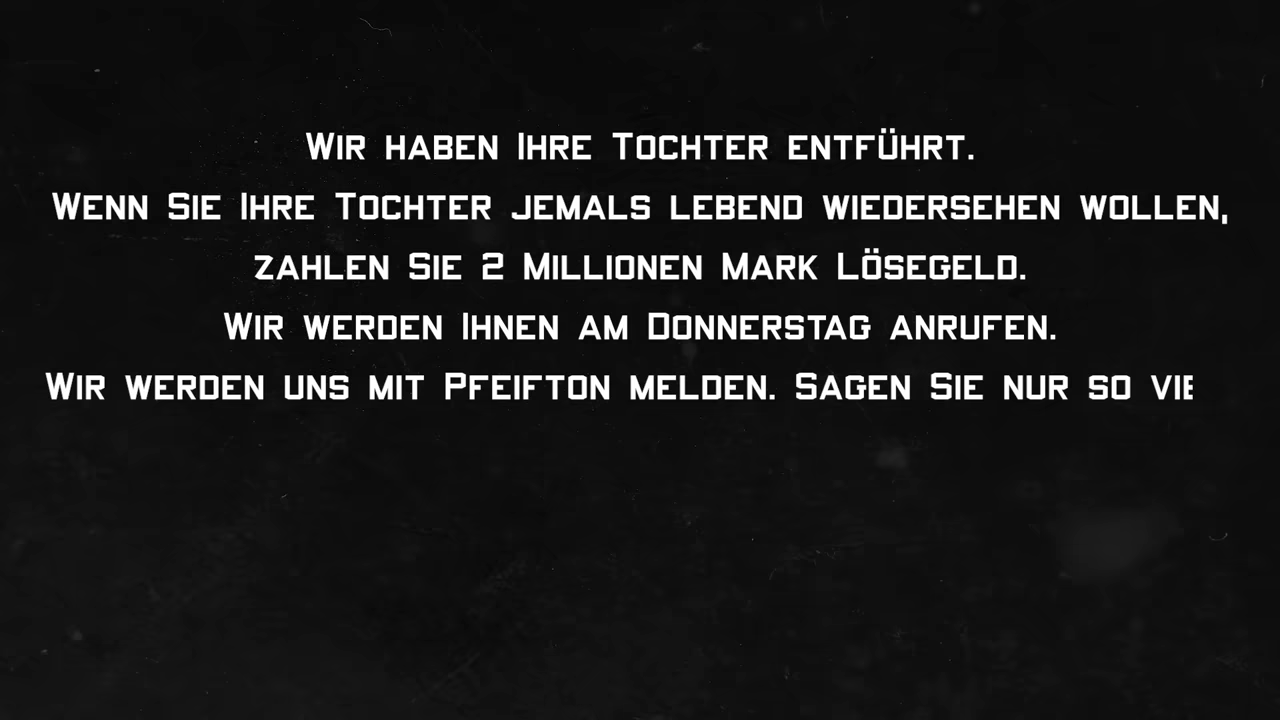 Wir haben Ihre Tochter entführt.
Wenn Sie Ihre Tochter jemals lebend wiedersehen wollen,
zahlen Sie 2 Millionen Mark Lösegeld.
Wir werden Ihnen am Donnerstag anrufen.
Wir werden uns mit Pfeifton melden. Sagen Sie nur so vie